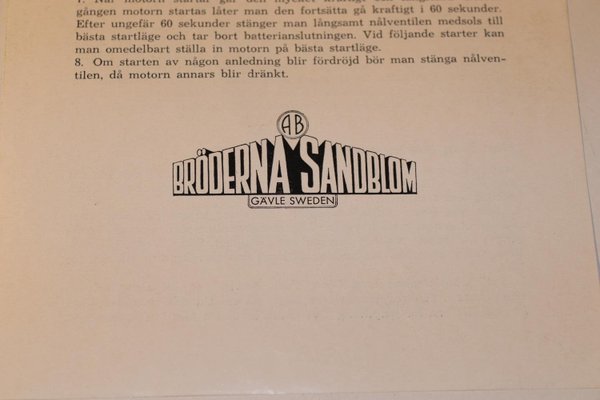 gången motorn startas låter man den fortsätta gå kraftigt i 60 sekunder.
Efter ungefär 60 sekunder stänger man långsamt nålventilen medsols till
bästa startläge och tar bort batterianslutningen. Vid följande starter kan
man omedelbart ställa in motorn på bästa startläge.
8. Om starten av någon anledning blir fördröjd bör man stänga nålven-
tilen, då motorn annars blir dränkt.
AB
BRÖDERNA SANDBLOM
GÄVLE SWEDEN